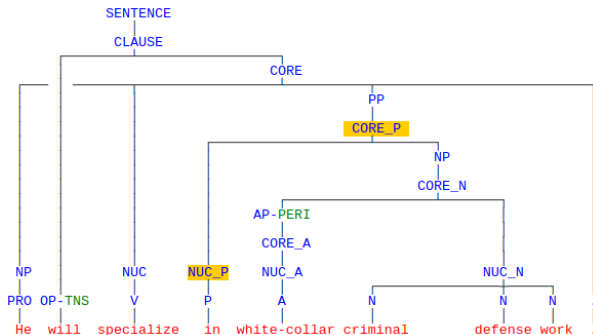 SENTENCE
CLAUSE
CORE
PP
CORE_P
NP
CORE_N
AP-PERI
CORE_A
NP NUC NUC_P NUC_A NUC_N
PRO OP-TNS V P A N N N
He will specialize in white-collar criminal defense work .